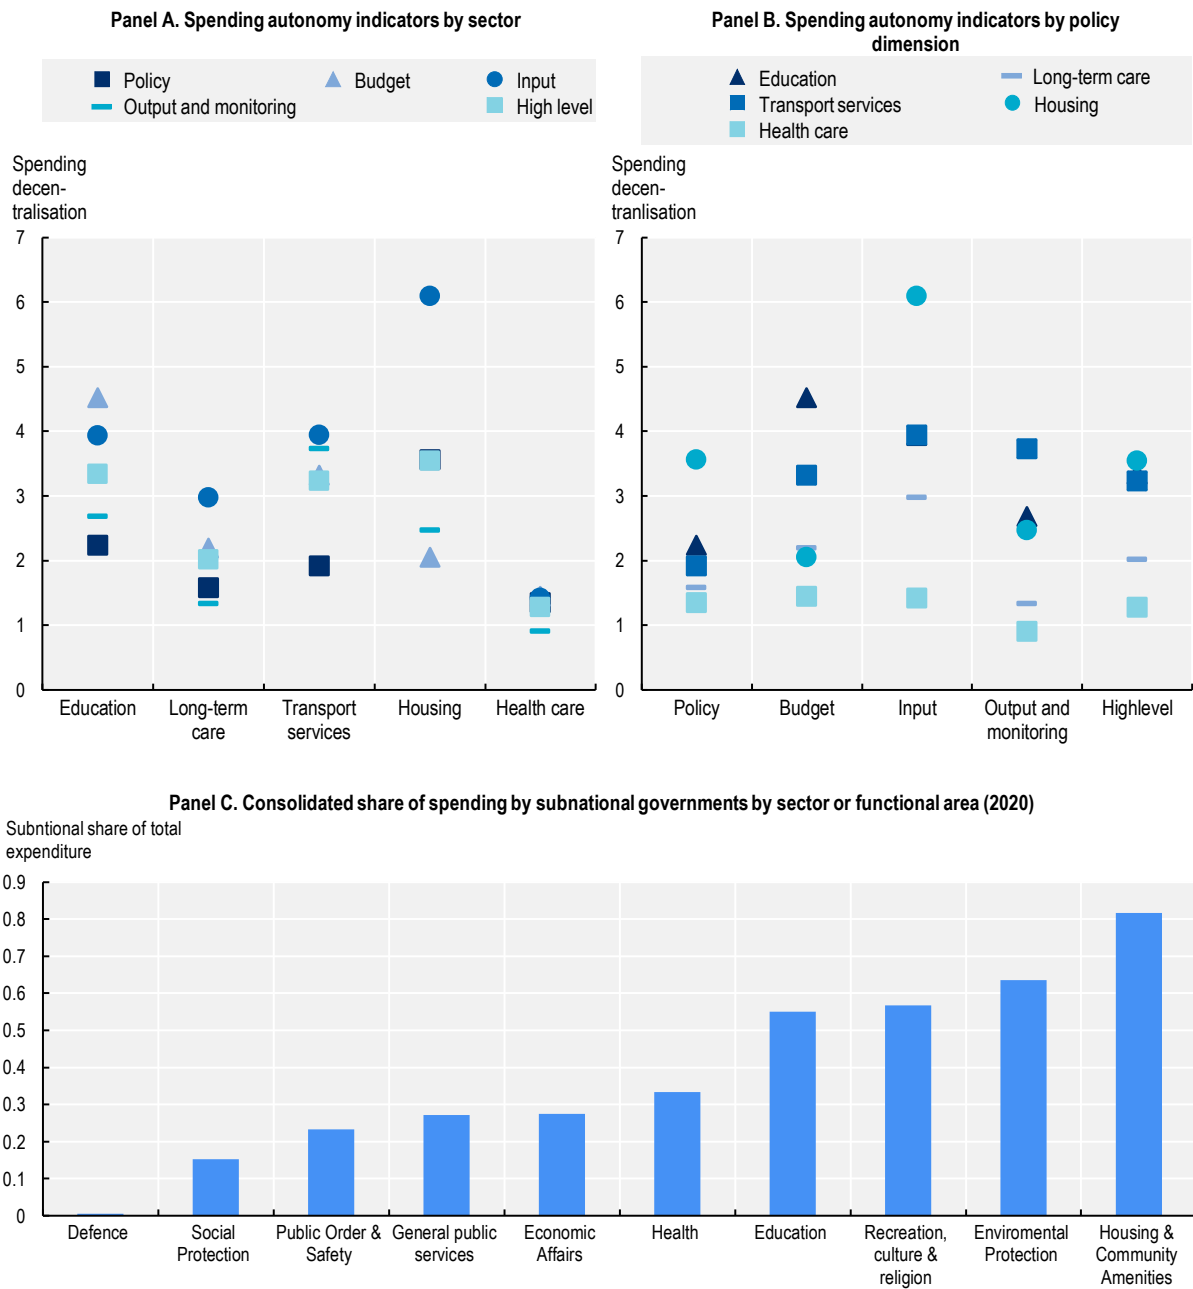 Panel A. Spending autonomy indicators by sector
Policy
Budget
Input
Output and monitoring
High level
Spending
decen-
tralisation
7
6
5
4
3
2
1
0
Education
Long-term
care
Transport
services
Housing
Health care
Panel B. Spending autonomy indicators by policy
dimension
Education
Long-term care
Transport services
Housing
Health care
Spending
decen-
tranlisation
7
6
5
4
3
2
1
0
Policy
Budget
Input
Output and
monitoring
Highlevel
Panel C. Consolidated share of spending by subnational governments by sector or functional area (2020)
Subntional share of total
expenditure
0.9
0.8
0.7
0.6
0.5
0.4
0.3
0.2
0.1
0
Defence
Social
Protection
Public Order &
Safety
General public
services
Economic
Affairs
Health
Education
Recreation,
culture &
religion
Enviromental
Protection
Housing &
Community
Amenities